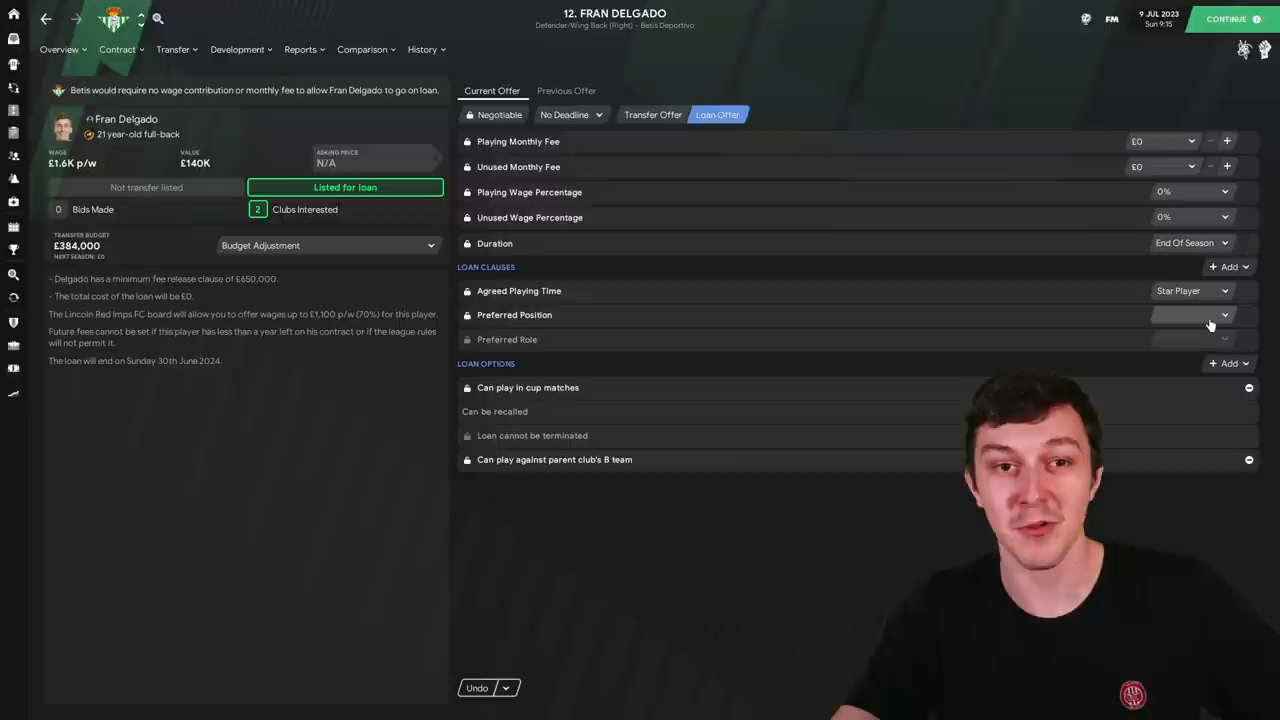 12. FRAN DELGADO
Defender/Wing Back (Right) - Betis Deportivo
FM
9 JUL 2023
Sun 9:15
CONTINUE
Overview
Contract
Transfer
Development
Reports
Comparison
History
Betis would require no wage contribution or monthly fee to allow Fran Delgado to go on loan.
Fran Delgado
21 year-old full-back
WAGE
£1.6K p/w
VALUE
£140K
ASKING PRICE
N/A
Not transfer listed
Listed for loan
0 Bids Made
2 Clubs Interested
TRANSFER BUDGET
£384,000
NEXT SEASON: £0
Budget Adjustment
- Delgado has a minimum fee release clause of £650,000.
- The total cost of the loan will be £0.
The Lincoln Red Imps FC board will allow you to offer wages up to £1,100 p/w (70%) for this player.
Future fees cannot be set if this player has less than a year left on his contract or if the league rules
will not permit it.
The loan will end on Sunday 30th June 2024.
Current Offer
Previous Offer
Negotiable
No Deadline
Transfer Offer
Loan Offer
Playing Monthly Fee £0
Unused Monthly Fee £0
Playing Wage Percentage 0%
Unused Wage Percentage 0%
Duration End Of Season
LOAN CLAUSES + Add
Agreed Playing Time Star Player
Preferred Position
Preferred Role
LOAN OPTIONS + Add
Can play in cup matches
Can be recalled
Loan cannot be terminated
Can play against parent club's B team
Undo